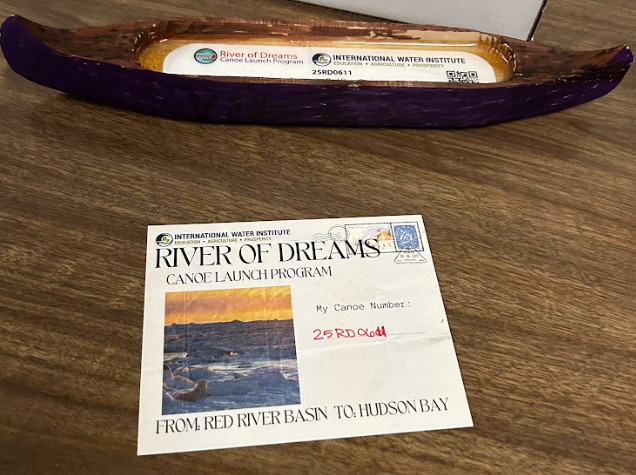 River of Dreams
Canoe Launch Program
INTERNATIONAL WATER INSTITUTE
EDUCATION • AGRICULTURE • PROSPERITY
25RD0611
INTERNATIONAL WATER INSTITUTE
EDUCATION • AGRICULTURE • PROSPERITY
RIVER OF DREAMS
CANOE LAUNCH PROGRAM
My Canoe Number:
25RD0611
FROM: RED RIVER BASIN TO: HUDSON BAY